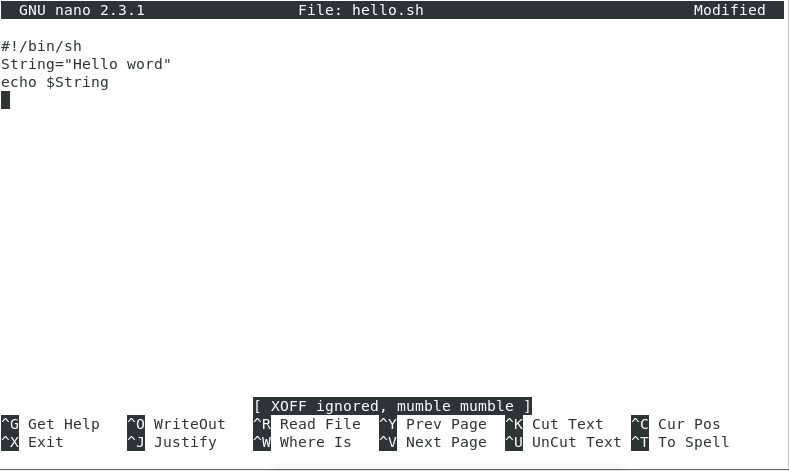 GNU nano 2.3.1 File: hello.sh Modified
#!/bin/sh
String="Hello word"
echo $String
[ XOFF ignored, mumble mumble ]
^G Get Help ^O WriteOut ^R Read File ^Y Prev Page ^K Cut Text ^C Cur Pos
^X Exit ^J Justify ^W Where Is ^V Next Page ^U UnCut Text ^T To Spell